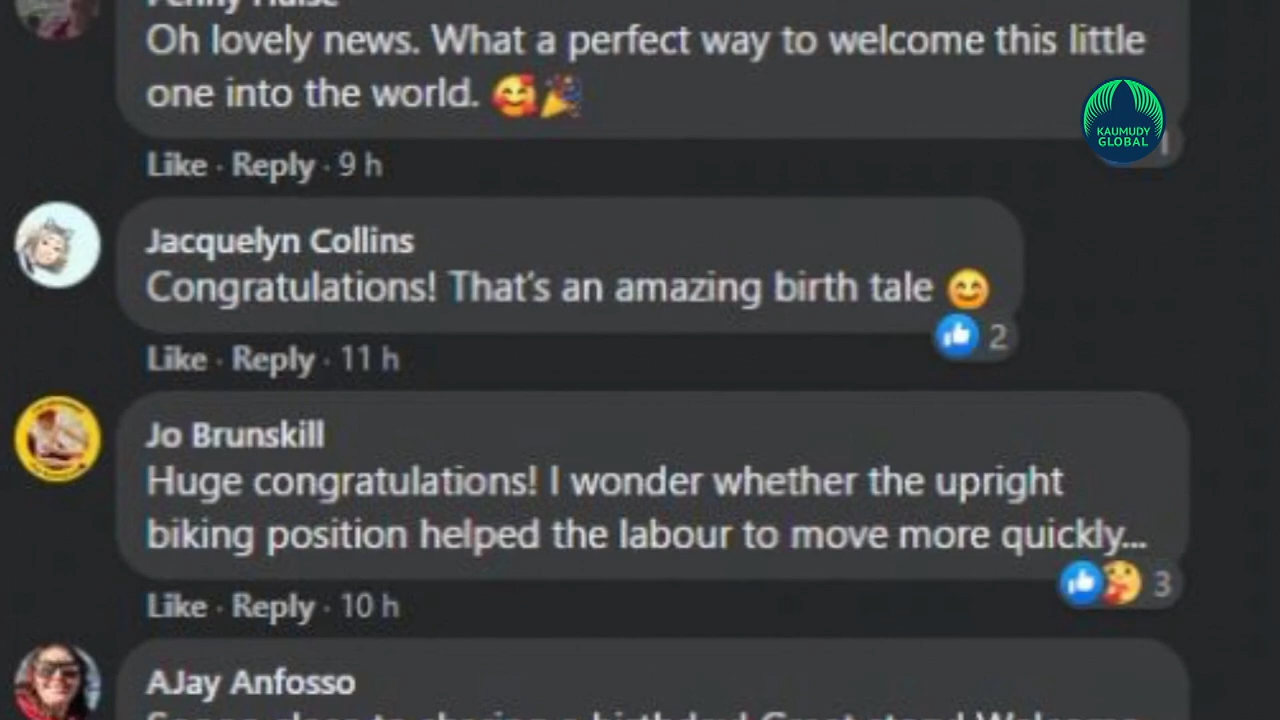 Oh lovely news. What a perfect way to welcome this little
one into the world.
KAUMUDY
GLOBAL
Like · Reply · 9 h
Jacquelyn Collins
Congratulations! That's an amazing birth tale
2
Like · Reply · 11 h
Jo Brunskill
Huge congratulations! I wonder whether the upright
biking position helped the labour to move more quickly...
3
Like · Reply · 10 h
AJay Anfosso